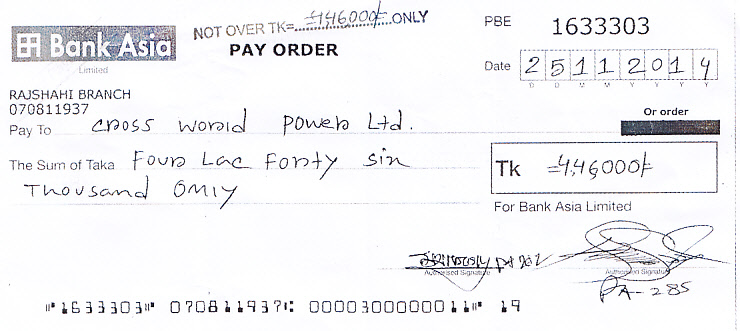 NOT OVER TK= =446000/= ONLY
PBE 1633303
Bank Asia
Limited
PAY ORDER
Date 25112014
D D M M Y Y Y Y
RAJSHAHI BRANCH
070811937
Or order
Pay To cross world power Ltd.
The Sum of Taka Four Lac Forty Six
Thousand Only
Tk =446000/=
For Bank Asia Limited
Authorised Signature
Authorised Signature
PA-285
⑈1633303⑈ 070811937⑆ 0000030000011⑈ 19